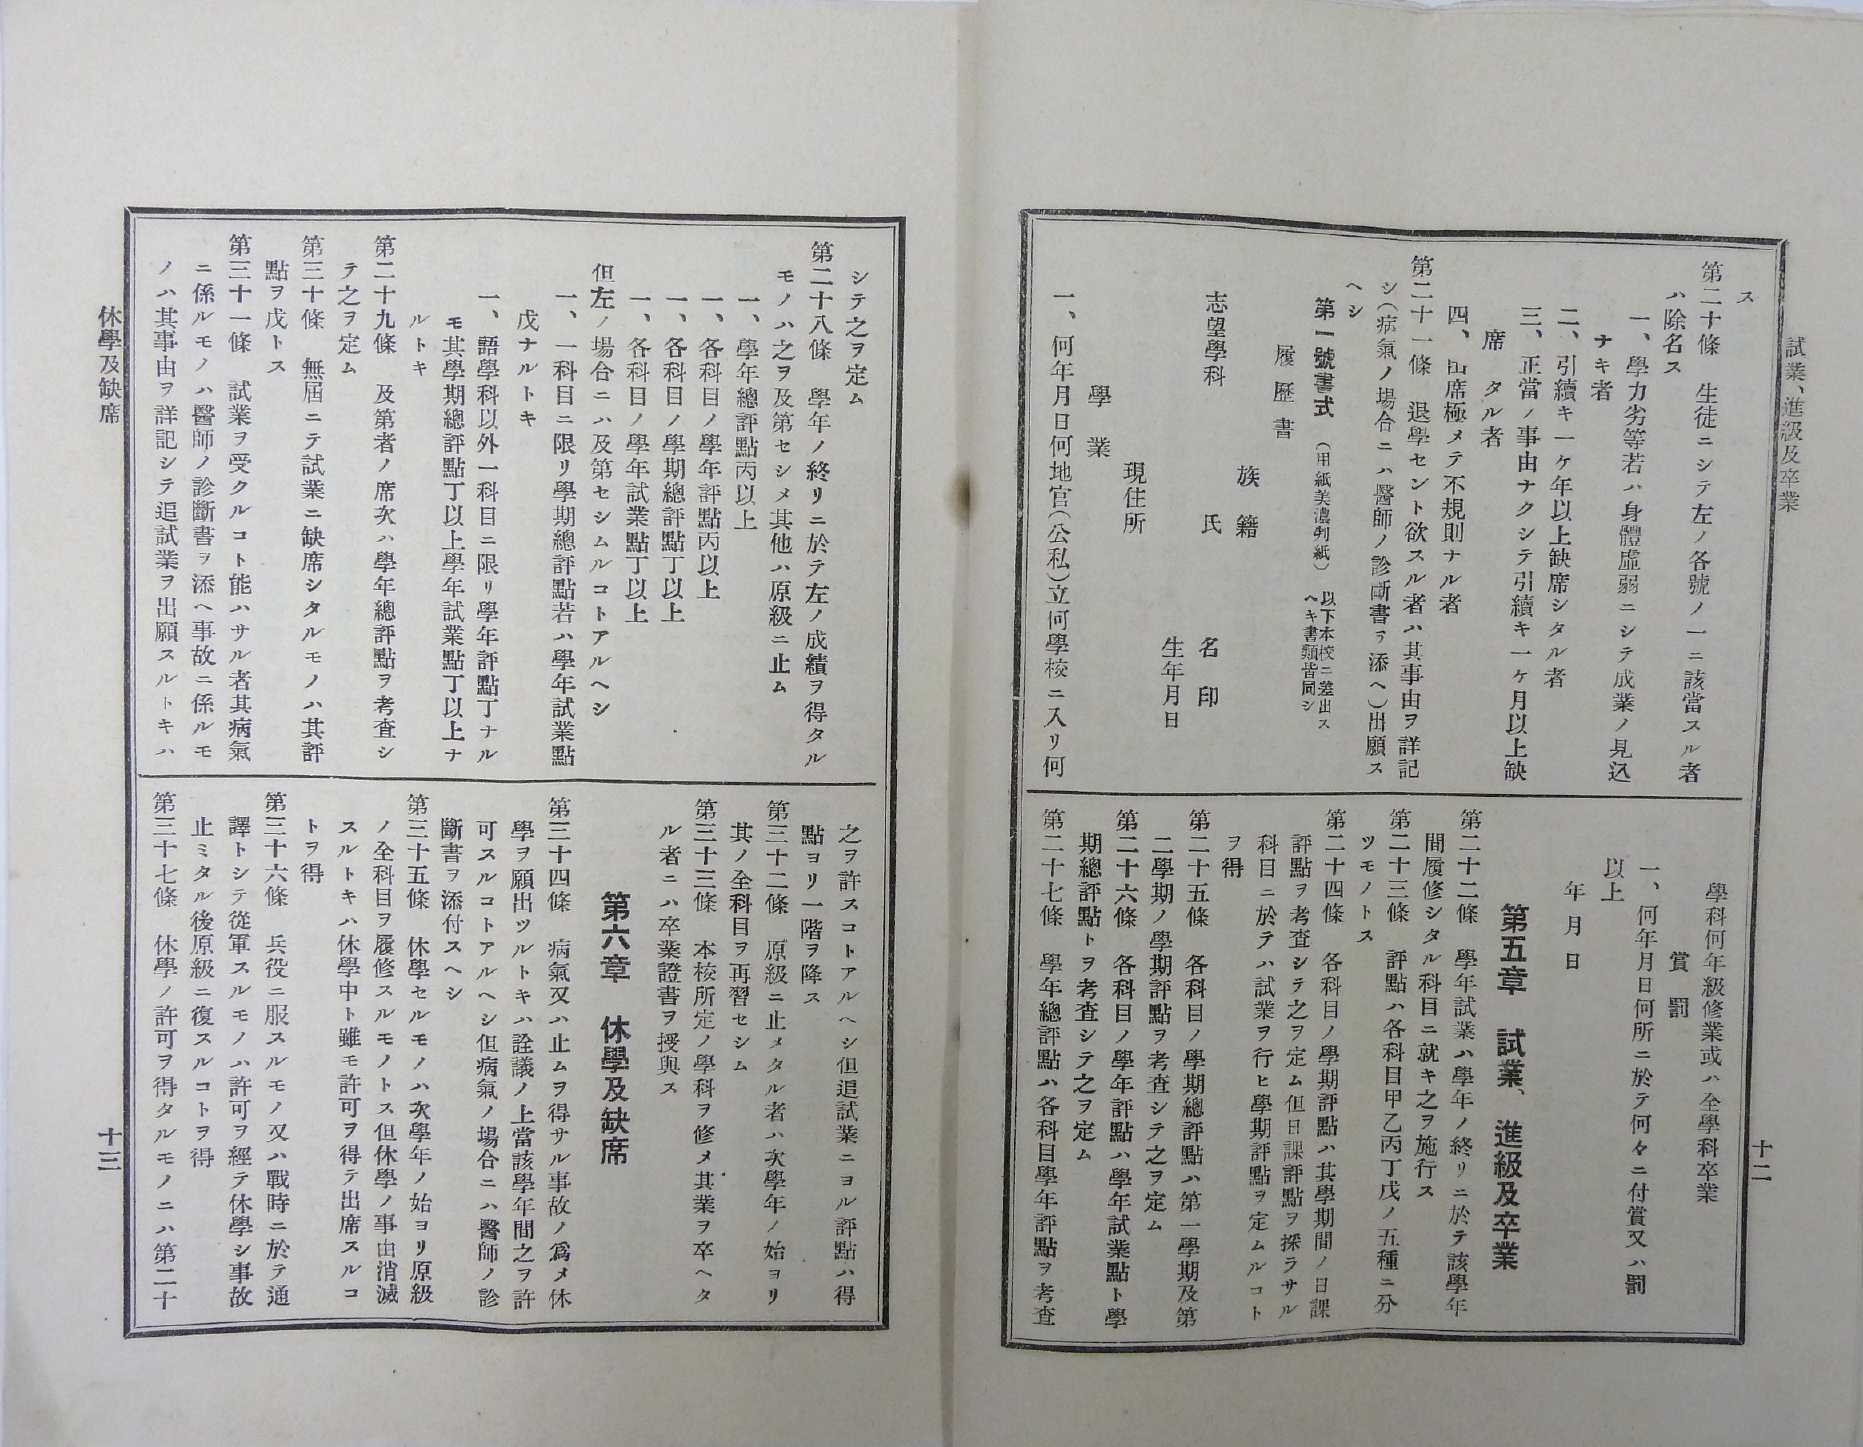 試業、進級及卒業
十二
ス
第二十條　生徒ニシテ左ノ各號ノ一ニ該當スル者
ハ除名ス
一、學力劣等若ハ身體虛弱ニシテ成業ノ見込
ナキ者
二、引續キ一ケ年以上缺席シタル者
三、正當ノ事由ナクシテ引續キ一ヶ月以上缺
席タル者
四、出席極メテ不規則ナル者
第二十一條　退學セント欲スル者ハ其事由ヲ詳記
シ（病氣ノ場合ニハ醫師ノ診斷書ヲ添ヘ）出願ス
ヘシ
第一號書式　（用紙美濃判紙）　以下本校ニ差出ス
ヘキ書類皆同シ
履歷書
族籍
志望學科　氏名印
生年月日
現住所
學業
一、何年月日何地官（公私）立何學校ニ入リ何
學科何年級修業或ハ全學科卒業
賞罰
一、何年月日何所ニ於テ何々ニ付賞又ハ罰
以上
年月日
第五章　試業、進級及卒業
第二十二條　學年試業ハ學年ノ終リニ於テ該學年
間履修シタル科目ニ就キ之ヲ施行ス
第二十三條　評點ハ各科目甲乙丙丁戊ノ五種ニ分
ツモノトス
第二十四條　各科目ノ學期評點ハ其學期間ノ日課
評點ヲ考査シテ之ヲ定ム但日課評點ヲ採ラサル
科目ニ於テハ試業ヲ行ヒ學期評點ヲ定ムルコト
ヲ得
第二十五條　各科目ノ學期總評點ハ第一學期及第
二學期ノ學期評點ヲ考査シテ之ヲ定ム
第二十六條　各科目ノ學年評點ハ學年試業點ト學
期總評點トヲ考査シテ之ヲ定ム
第二十七條　學年總評點ハ各科目學年評點ヲ考査
シテ之ヲ定ム
第二十八條　學年ノ終リニ於テ左ノ成績ヲ得タル
モノハ之ヲ及第セシメ其他ハ原級ニ止ム
一、學年總評點丙以上
一、各科目ノ學年評點丙以上
一、各科目ノ學期總評點丁以上
一、各科目ノ學年試業點丁以上
但左ノ場合ニハ及第セシムルコトアルヘシ
一、一科目ニ限リ學期總評點若ハ學年試業點
戊ナルトキ
一、語學科以外一科目ニ限リ學年評點丁ナル
モ其學期總評點丁以上學年試業點丁以上ナ
ルトキ
第二十九條　及第者ノ席次ハ學年總評點ヲ考査シ
テ之ヲ定ム
第三十條　無屆ニテ試業ニ缺席シタルモノハ其評
點ヲ戊トス
第三十一條　試業ヲ受クルコト能ハサル者其病氣
ニ係ルモノハ醫師ノ診斷書ヲ添ヘ事故ニ係ルモ
ノハ其事由ヲ詳記シテ追試業ヲ出願スルトキハ
之ヲ許スコトアルヘシ但追試業ニヨル評點ハ得
點ヨリ一階ヲ降ス
第三十二條　原級ニ止メタル者ハ次學年ノ始ヨリ
其ノ全科目ヲ再習セシム
第三十三條　本校所定ノ學科ヲ修メ其業ヲ卒ヘタ
ル者ニハ卒業證書ヲ授與ス
第六章　休學及缺席
第三十四條　病氣又ハ止ムヲ得サル事故ノ爲メ休
學ヲ願出ツルトキハ詮議ノ上當該學年間之ヲ許
可スルコトアルヘシ但病氣ノ場合ニハ醫師ノ診
斷書ヲ添付スヘシ
第三十五條　休學セルモノハ次學年ノ始ヨリ原級
ノ全科目ヲ履修スルモノトス但休學ノ事由消滅
スルトキハ休學中ト雖モ許可ヲ得テ出席スルコ
トヲ得
第三十六條　兵役ニ服スルモノ又ハ戰時ニ於テ通
譯トシテ從軍スルモノハ許可ヲ經テ休學シ事故
止ミタル後原級ニ復スルコトヲ得
第三十七條　休學ノ許可ヲ得タルモノニハ第二十
休學及缺席
十三